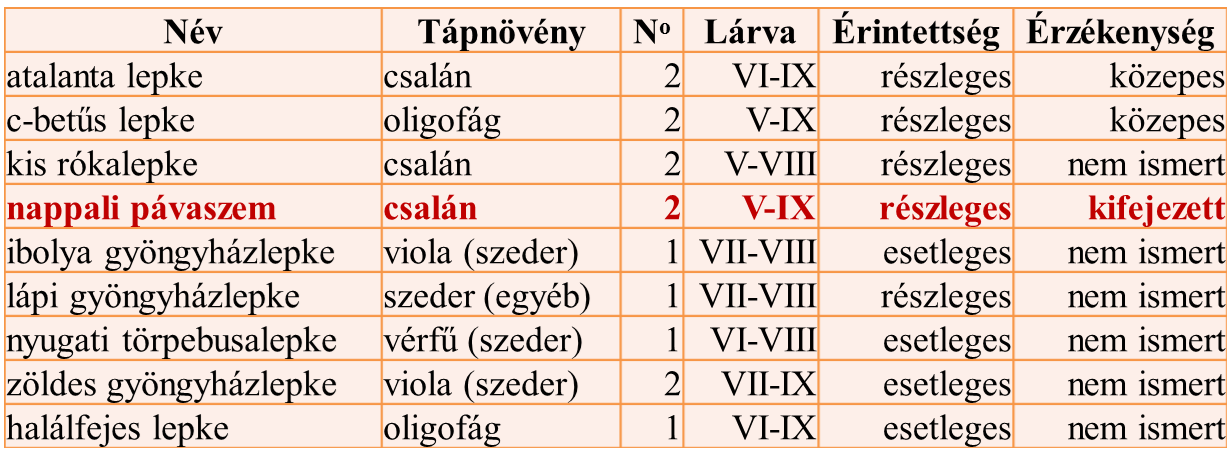 Név Tápnövény Nº Lárva Érintettség Érzékenység
atalanta lepke csalán 2 VI-IX részleges közepes
c-betűs lepke oligofág 2 V-IX részleges közepes
kis rókalepke csalán 2 V-VIII részleges nem ismert
nappali pávaszem csalán 2 V-IX részleges kifejezett
ibolya gyöngyházlepke viola (szeder) 1 VII-VIII esetleges nem ismert
lápi gyöngyházlepke szeder (egyéb) 1 VII-VIII részleges nem ismert
nyugati törpebusalepke vérfű (szeder) 1 VI-VIII esetleges nem ismert
zöldes gyöngyházlepke viola (szeder) 2 VII-IX esetleges nem ismert
halálfejes lepke oligofág 1 VI-IX esetleges nem ismert